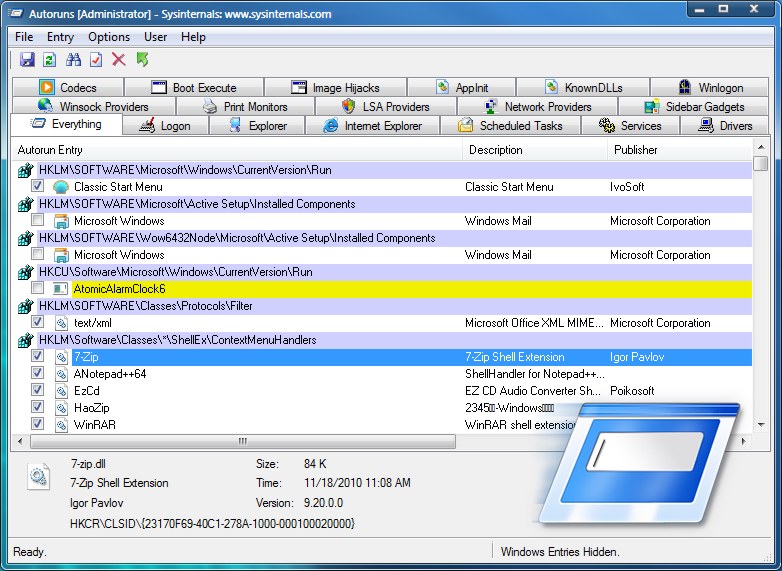 Autoruns [Administrator] - Sysinternals: www.sysinternals.com
File Entry Options User Help
Codecs Boot Execute Image Hijacks AppInit KnownDLLs Winlogon
Winsock Providers Print Monitors LSA Providers Network Providers Sidebar Gadgets
Everything Logon Explorer Internet Explorer Scheduled Tasks Services Drivers
Autorun Entry Description Publisher
HKLM\SOFTWARE\Microsoft\Windows\CurrentVersion\Run
Classic Start Menu Classic Start Menu IvoSoft
HKLM\SOFTWARE\Microsoft\Active Setup\Installed Components
Microsoft Windows Windows Mail Microsoft Corporation
HKLM\SOFTWARE\Wow6432Node\Microsoft\Active Setup\Installed Components
Microsoft Windows Windows Mail Microsoft Corporation
HKCU\Software\Microsoft\Windows\CurrentVersion\Run
AtomicAlarmClock6
HKLM\SOFTWARE\Classes\Protocols\Filter
text/xml Microsoft Office XML MIME... Microsoft Corporation
HKLM\Software\Classes\*\ShellEx\ContextMenuHandlers
7-Zip 7-Zip Shell Extension Igor Pavlov
ANotepad++64 ShellHandler for Notepad++...
EzCd EZ CD Audio Converter Sh... Poikosoft
HaoZip 2345□□-Windows□□□
WinRAR WinRAR shell extension
7-zip.dll Size: 84 K
7-Zip Shell Extension Time: 11/18/2010 11:08 AM
Igor Pavlov Version: 9.20.0.0
HKCR\CLSID\{23170F69-40C1-278A-1000-000100020000}
Ready. Windows Entries Hidden.